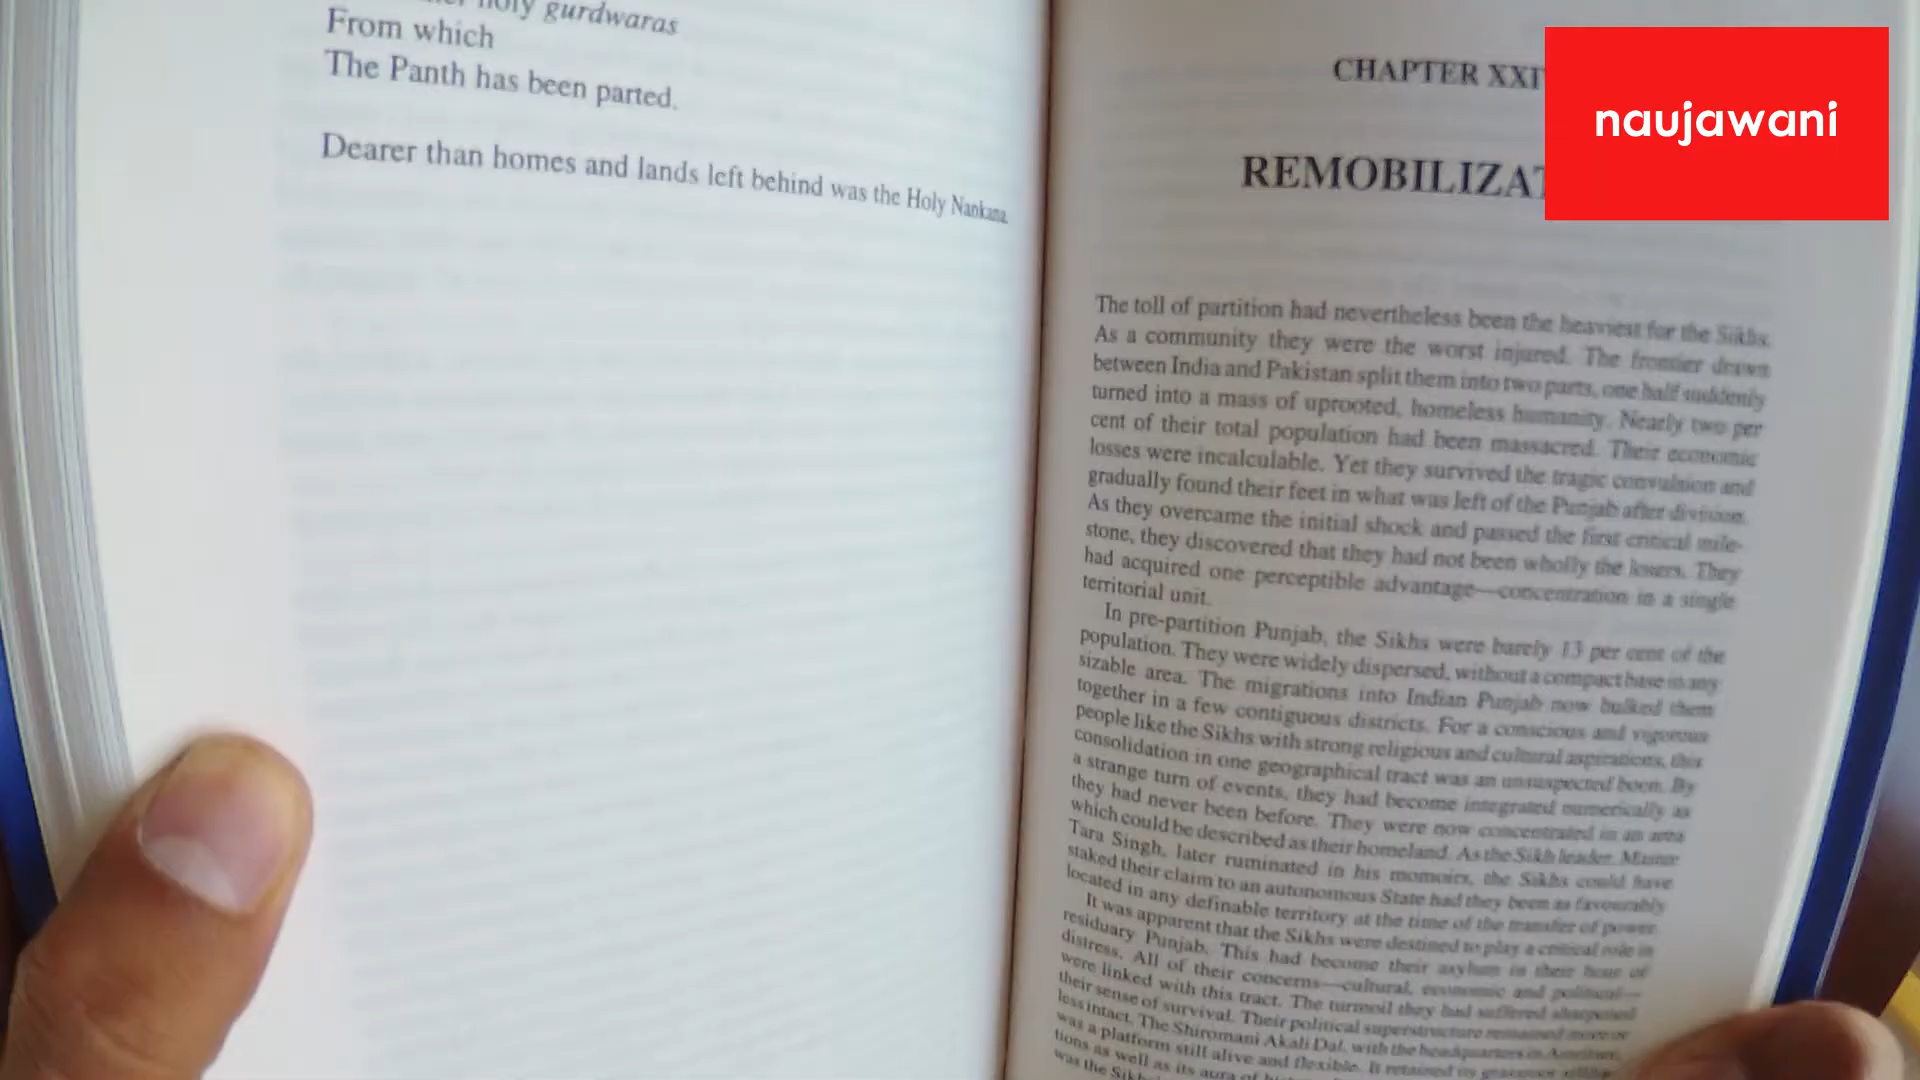 holy gurdwaras
From which
The Panth has been parted.
Dearer than homes and lands left behind was the Holy Nankana.
CHAPTER XXI
REMOBILIZAT
naujawani
The toll of partition had nevertheless been the heaviest for the Sikhs.
As a community they were the worst injured. The frontier drawn
between India and Pakistan split them into two parts, one half suddenly
turned into a mass of uprooted, homeless humanity. Nearly two per
cent of their total population had been massacred. Their economic
losses were incalculable. Yet they survived the tragic convulsion and
gradually found their feet in what was left of the Punjab after division.
As they overcame the initial shock and passed the first critical mile-
stone, they discovered that they had not been wholly the losers. They
had acquired one perceptible advantage—concentration in a single
territorial unit.
In pre-partition Punjab, the Sikhs were barely 13 per cent of the
population. They were widely dispersed, without a compact base in any
sizable area. The migrations into Indian Punjab now bulked them
together in a few contiguous districts. For a conscious and vigorous
people like the Sikhs with strong religious and cultural aspirations, this
consolidation in one geographical tract was an unsuspected boon. By
a strange turn of events, they had become integrated numerically as
they had never been before. They were now concentrated in an area
which could be described as their homeland. As the Sikh leader, Master
Tara Singh, later ruminated in his momoirs, the Sikhs could have
staked their claim to an autonomous State had they been as favourably
located in any definable territory at the time of the transfer of power.
It was apparent that the Sikhs were destined to play a critical role in
residuary Punjab. This had become their asylum in their hour of
distress. All of their concerns—cultural, economic and political—
were linked with this tract. The turmoil they had suffered sharpened
their sense of survival. Their political superstructure remained more or
less intact. The Shiromani Akali Dal, with the headquarters in Amritsar,
was a platform still alive and flexible. It retained its
tions as well as its aura of
was the